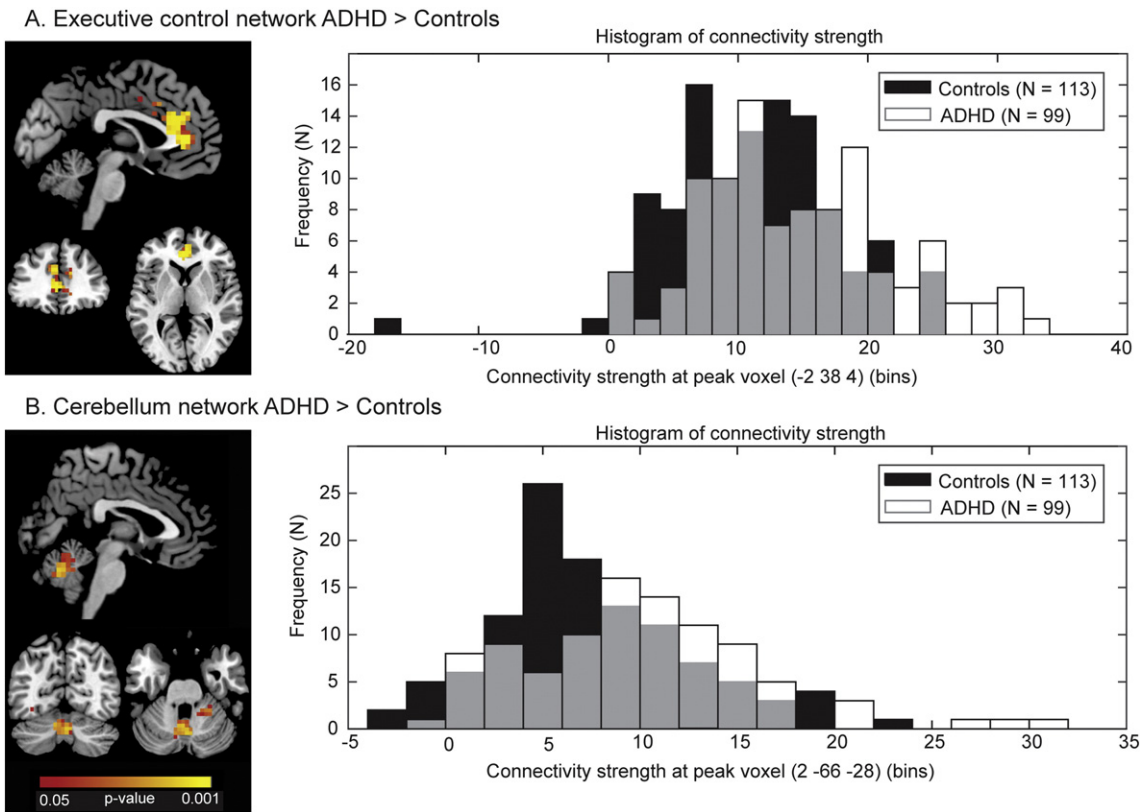 A. Executive control network ADHD > Controls
Histogram of connectivity strength
16
14
12
10
8
6
4
2
0
Frequency (N)
Controls (N = 113)
ADHD (N = 99)
-20 -10 0 10 20 30 40
Connectivity strength at peak voxel (-2 38 4) (bins)
B. Cerebellum network ADHD > Controls
Histogram of connectivity strength
25
20
15
10
5
0
Frequency (N)
Controls (N = 113)
ADHD (N = 99)
-5 0 5 10 15 20 25 30 35
Connectivity strength at peak voxel (2 -66 -28) (bins)
0.05 p-value 0.001